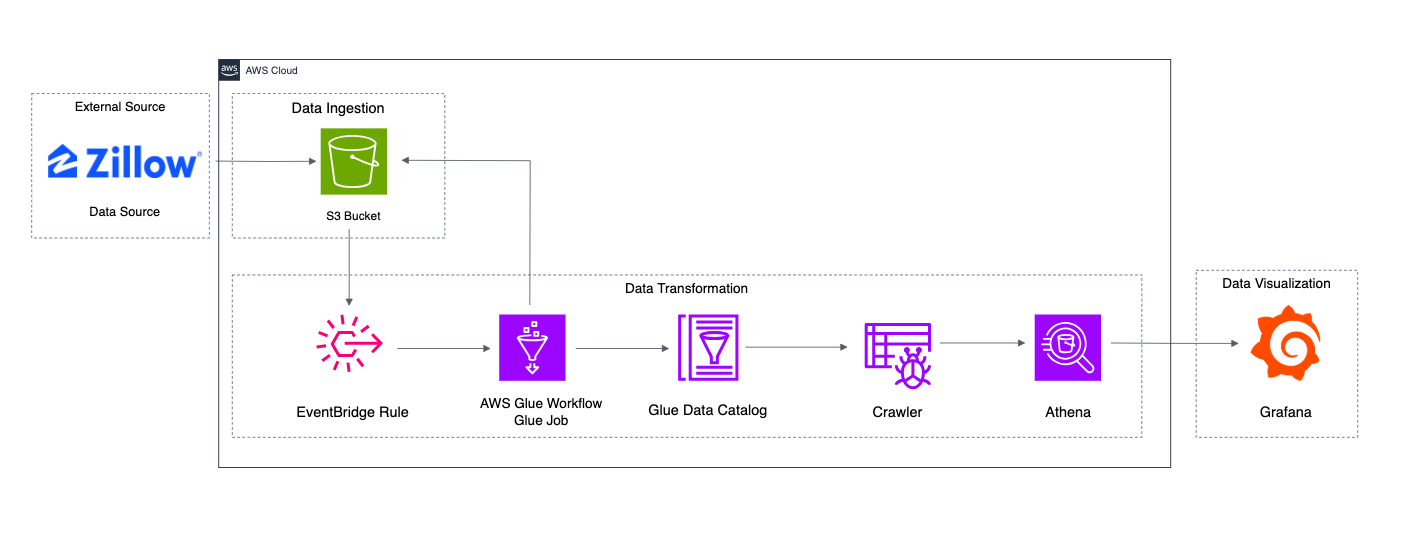 aws
AWS Cloud
External Source
Zillow®
Data Source
Data Ingestion
S3 Bucket
Data Transformation
EventBridge Rule
AWS Glue Workflow
Glue Job
Glue Data Catalog
Crawler
Athena
Data Visualization
Grafana